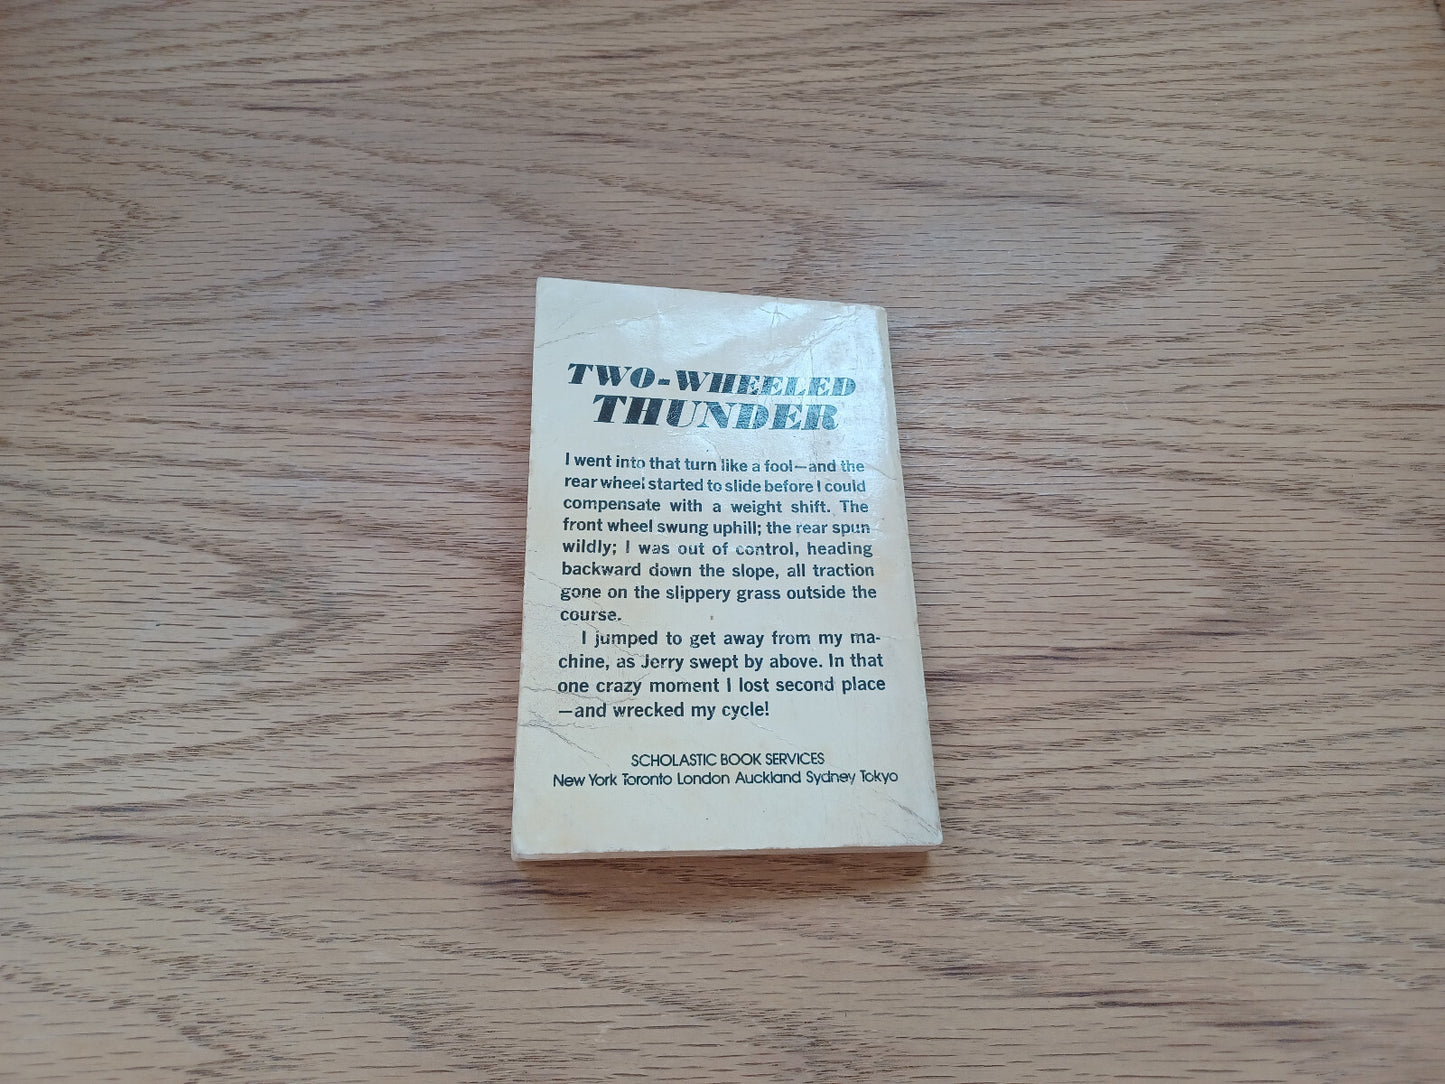 TWO-WHEELED
THUNDER
I went into that turn like a fool—and the
rear wheel started to slide before I could
compensate with a weight shift. The
front wheel swung uphill; the rear spun
wildly; I was out of control, heading
backward down the slope, all traction
gone on the slippery grass outside the
course.
I jumped to get away from my ma-
chine, as Jerry swept by above. In that
one crazy moment I lost second place
—and wrecked my cycle!
SCHOLASTIC BOOK SERVICES
New York Toronto London Auckland Sydney Tokyo